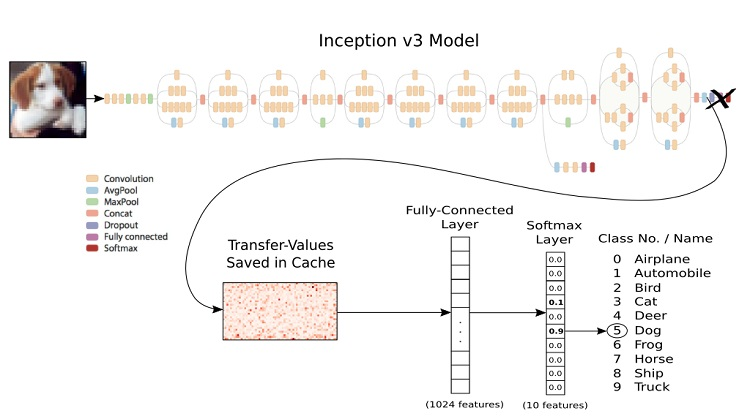 Inception v3 Model
Convolution
AvgPool
MaxPool
Concat
Dropout
Fully connected
Softmax
Transfer-Values
Saved in Cache
Fully-Connected
Layer
(1024 features)
Softmax
Layer
0.0
0.0
0.0
0.1
0.0
0.9
0.0
0.0
0.0
0.0
(10 features)
Class No. / Name
0 Airplane
1 Automobile
2 Bird
3 Cat
4 Deer
5 Dog
6 Frog
7 Horse
8 Ship
9 Truck